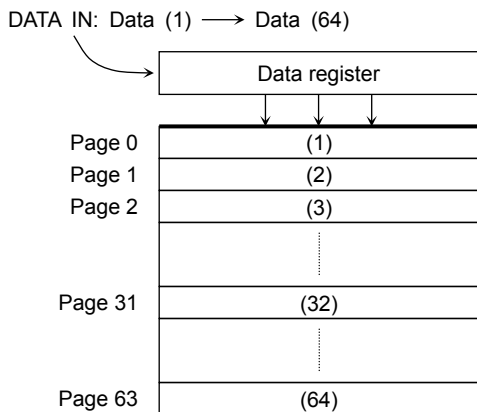 DATA IN: Data (1) Data (64)
Data register
Page 0 (1)
Page 1 (2)
Page 2 (3)
Page 31 (32)
Page 63 (64)